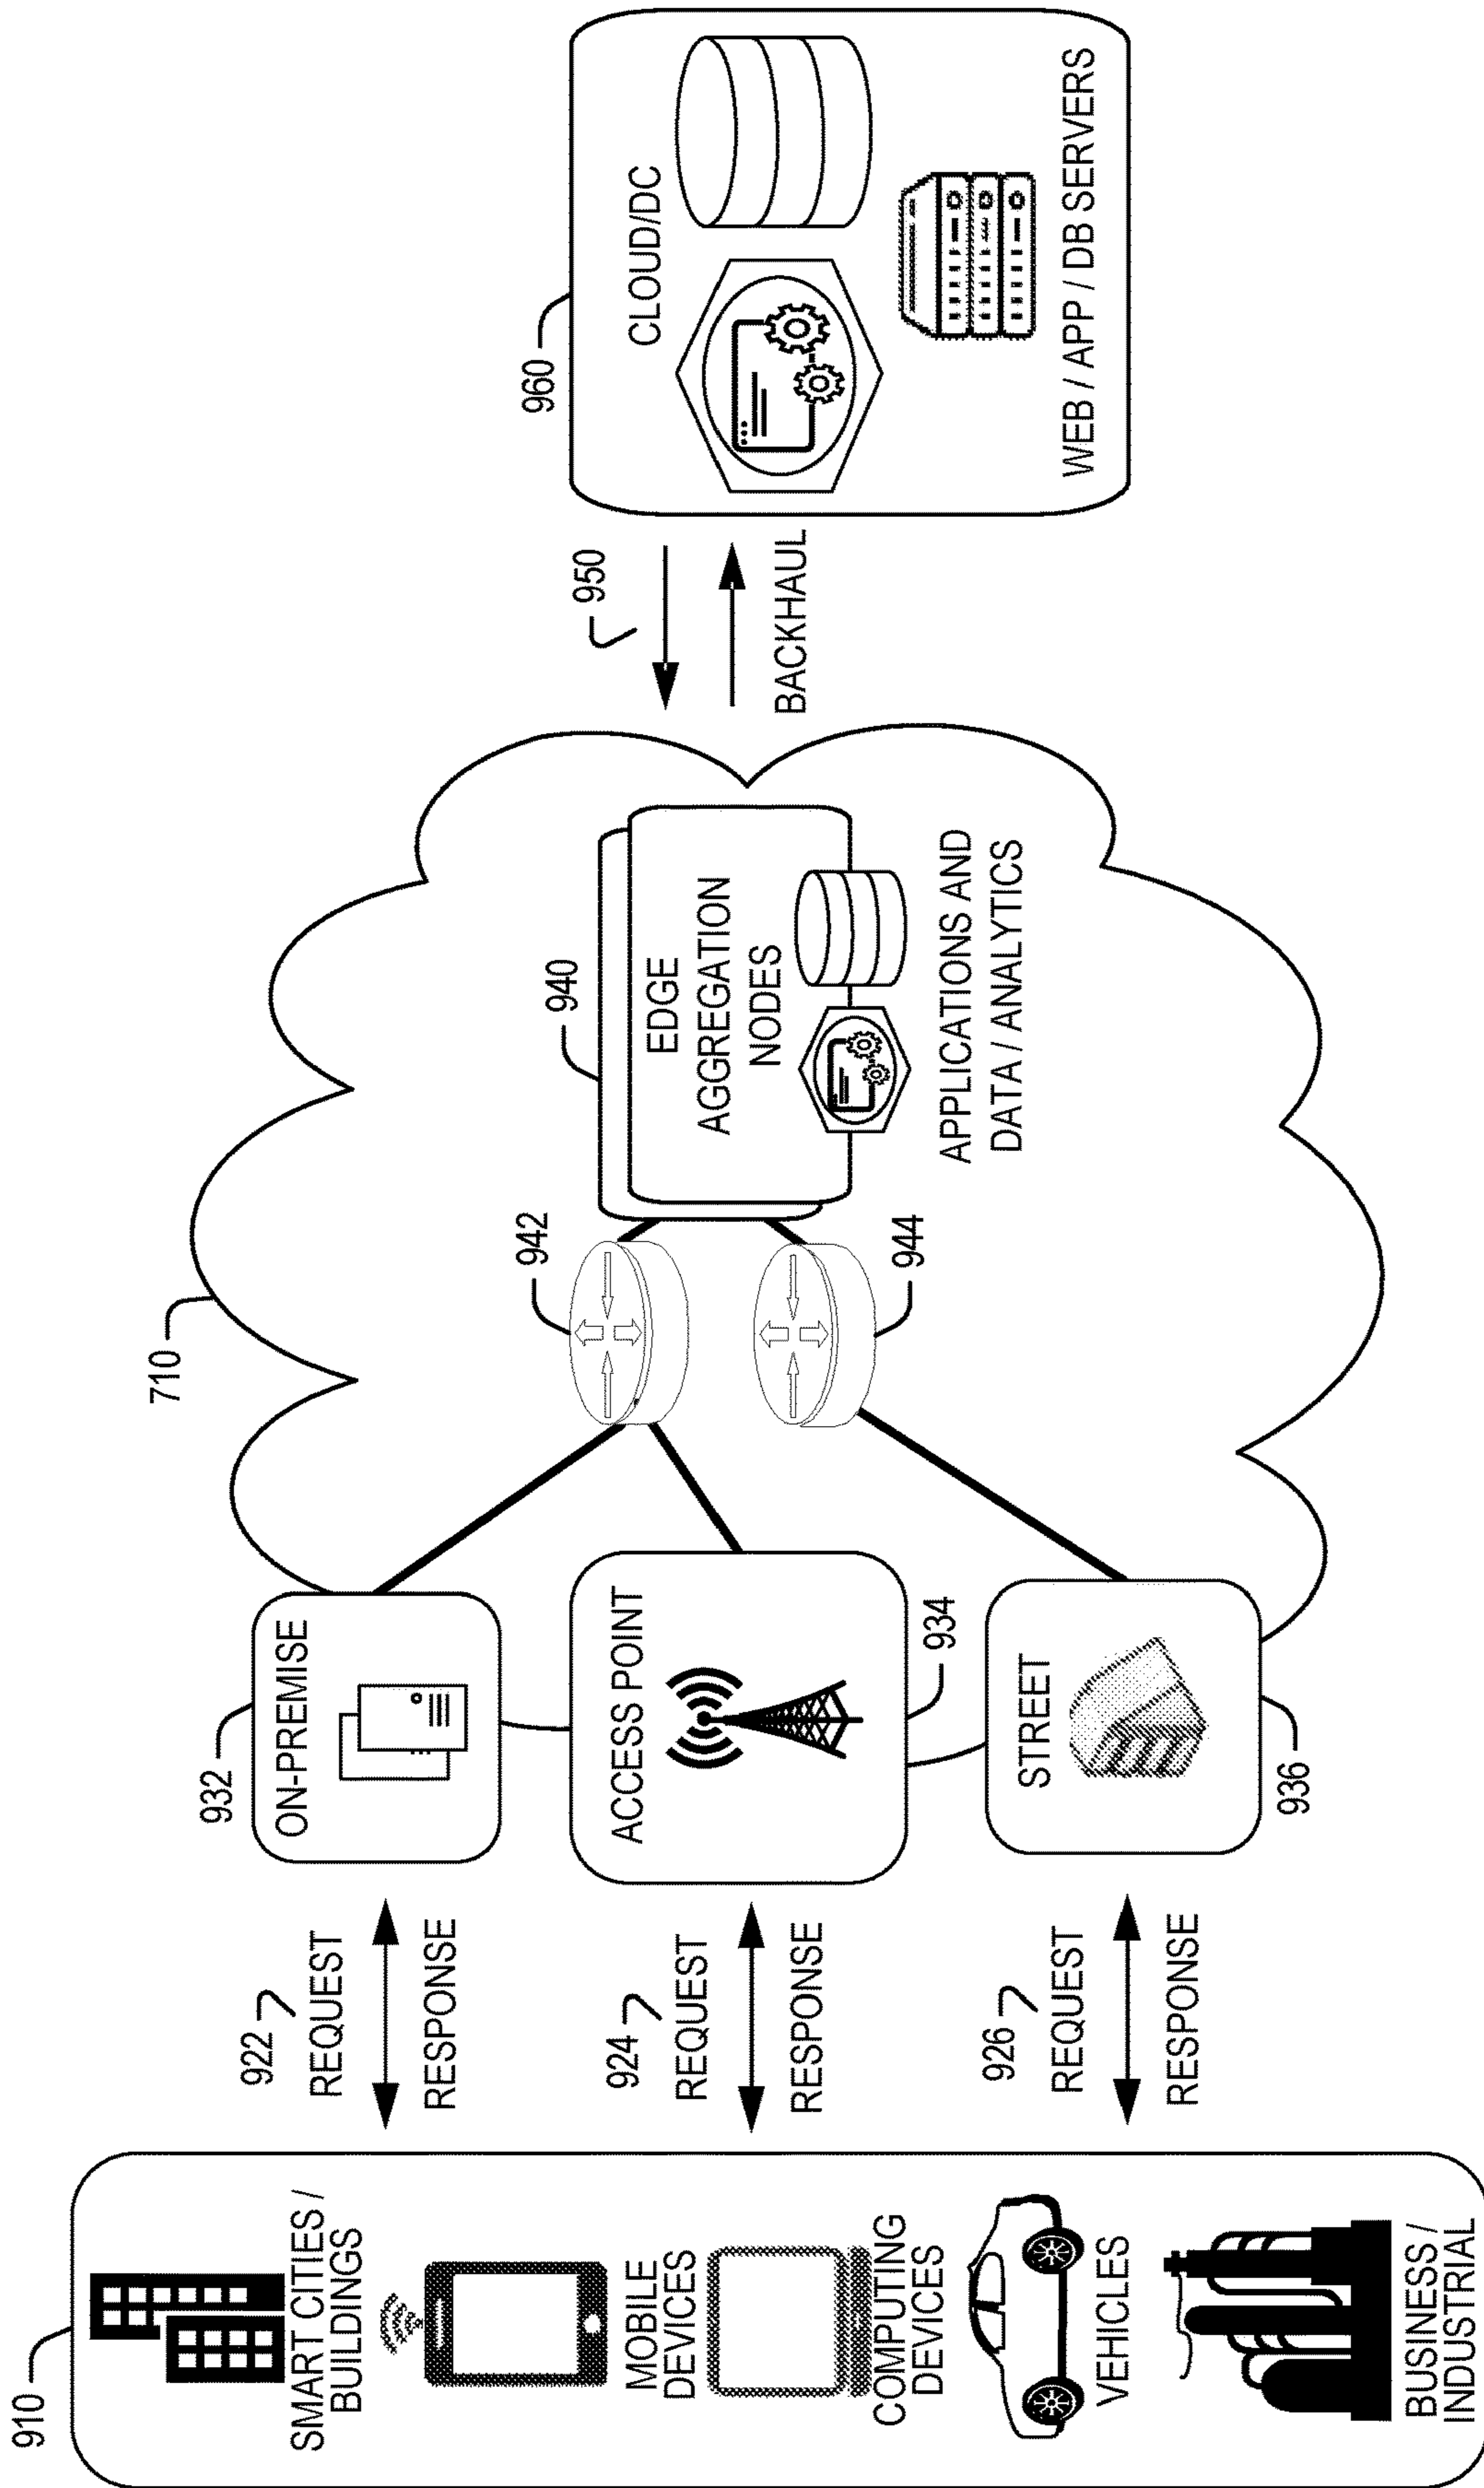 910
SMART CITIES /
BUILDINGS
MOBILE
DEVICES
COMPUTING
DEVICES
VEHICLES
BUSINESS /
INDUSTRIAL
922
REQUEST
RESPONSE
924
REQUEST
RESPONSE
926
REQUEST
RESPONSE
932
ON-PREMISE
ACCESS POINT
934
STREET
936
710
942
944
940
EDGE
AGGREGATION
NODES
APPLICATIONS AND
DATA / ANALYTICS
950
BACKHAUL
960
CLOUD/DC
WEB / APP / DB SERVERS